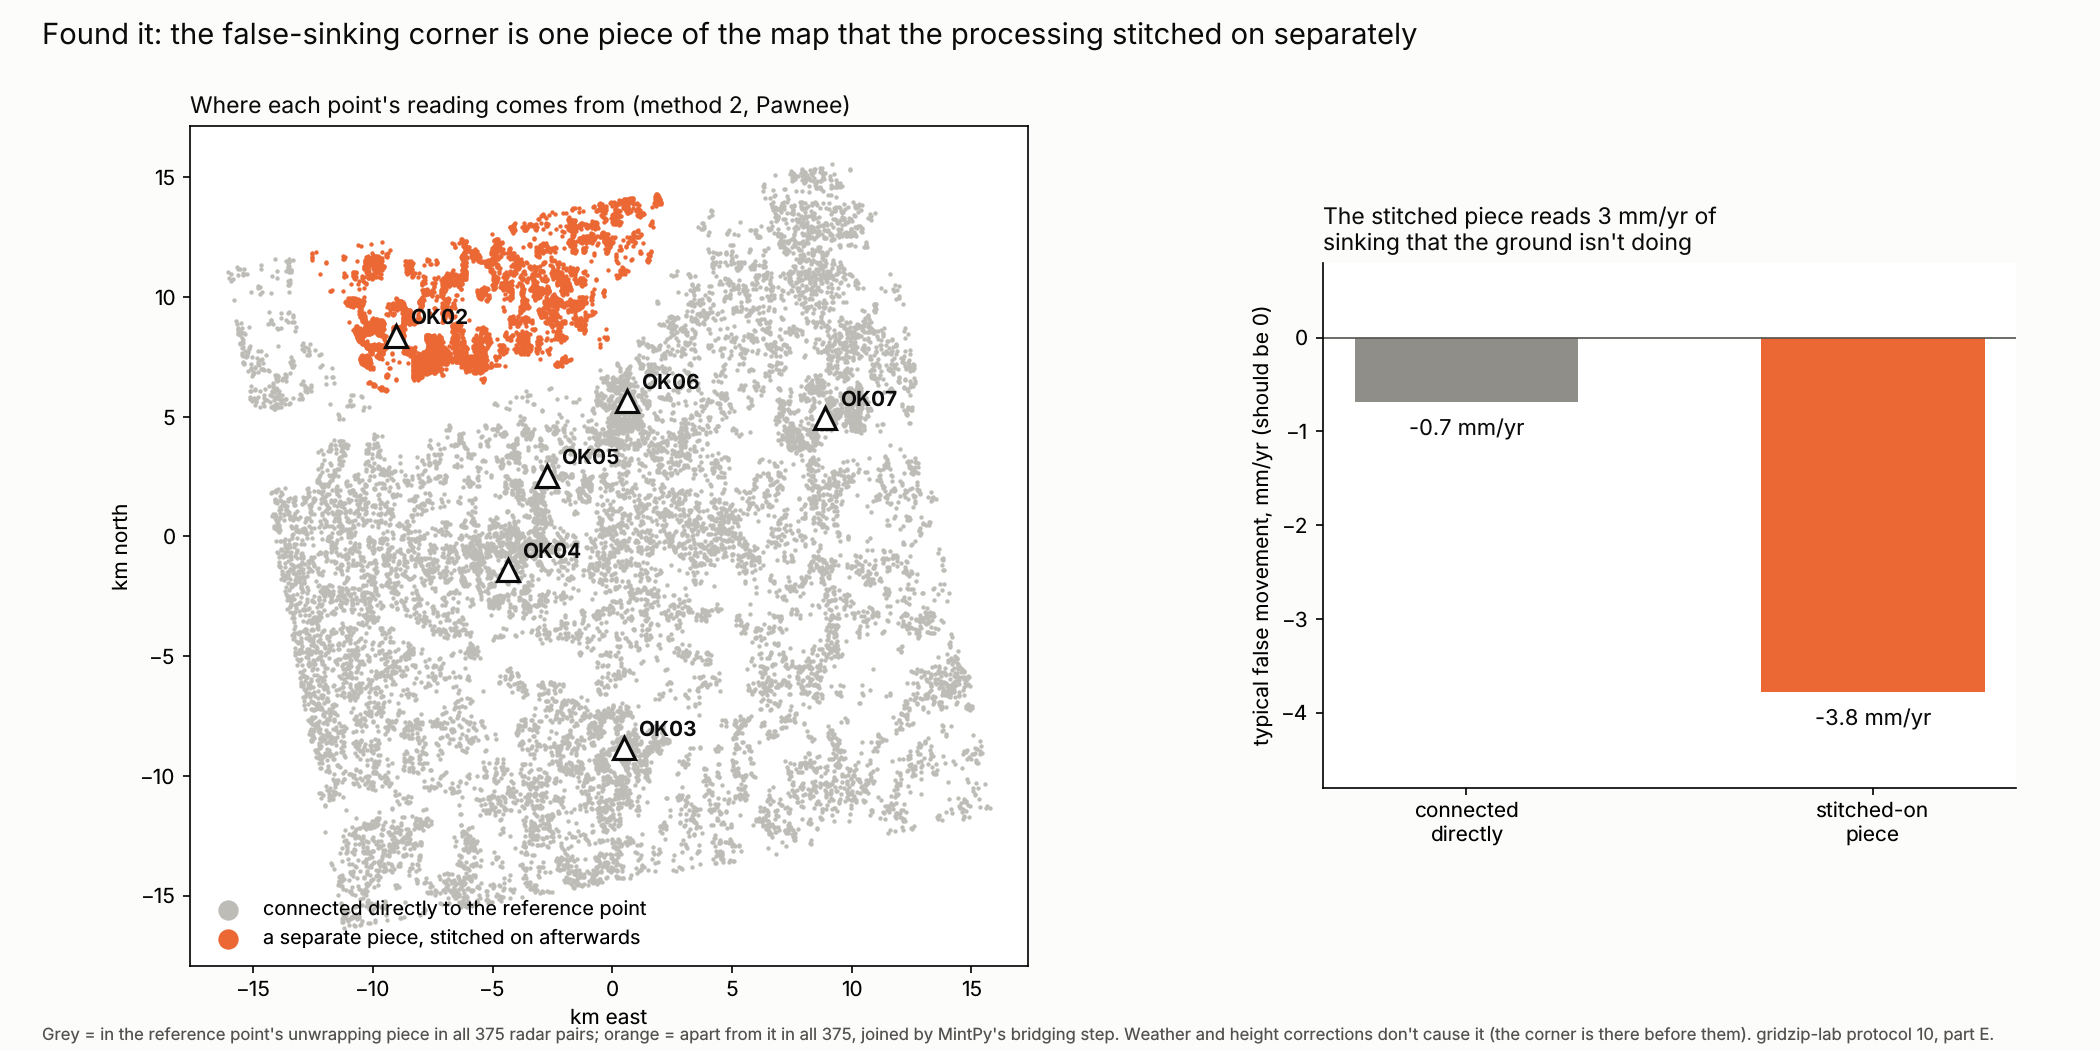 Found it: the false-sinking corner is one piece of the map that the processing stitched on separately
Where each point's reading comes from (method 2, Pawnee)
km north
15
10
5
0
−5
−10
−15
OK02
OK06
OK07
OK05
OK04
OK03
connected directly to the reference point
a separate piece, stitched on afterwards
−15
−10
−5
0
5
10
15
km east
The stitched piece reads 3 mm/yr of
sinking that the ground isn't doing
typical false movement, mm/yr (should be 0)
0
−1
−2
−3
−4
-0.7 mm/yr
-3.8 mm/yr
connected
directly
stitched-on
piece
Grey = in the reference point's unwrapping piece in all 375 radar pairs; orange = apart from it in all 375, joined by MintPy's bridging step. Weather and height corrections don't cause it (the corner is there before them). gridzip-lab protocol 10, part E.